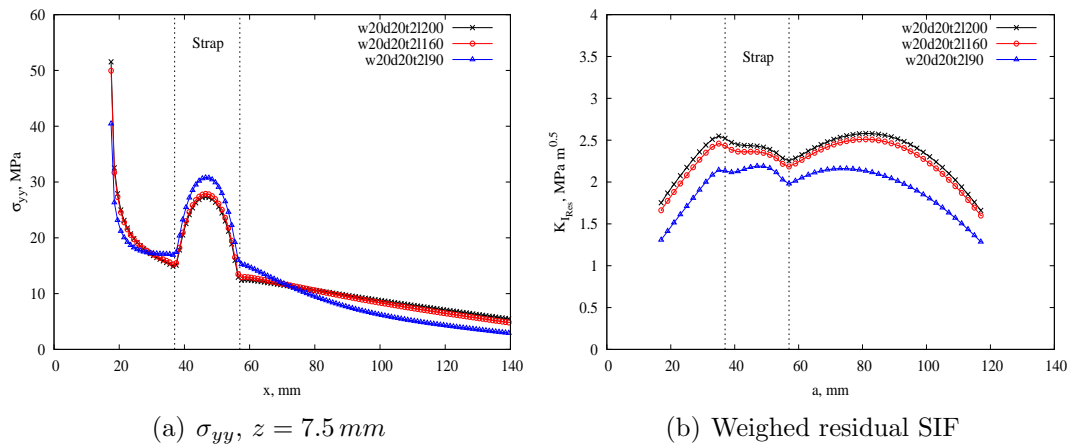 60
50
40
30
20
10
0
0 20 40 60 80 100 120 140
σyy, MPa
x, mm
Strap
w20d20t2l200
w20d20t2l160
w20d20t2l90
(a) σyy, z = 7.5 mm
4
3.5
3
2.5
2
1.5
1
0.5
0
0 20 40 60 80 100 120 140
KIRes, MPa m0.5
a, mm
Strap
w20d20t2l200
w20d20t2l160
w20d20t2l90
(b) Weighed residual SIF